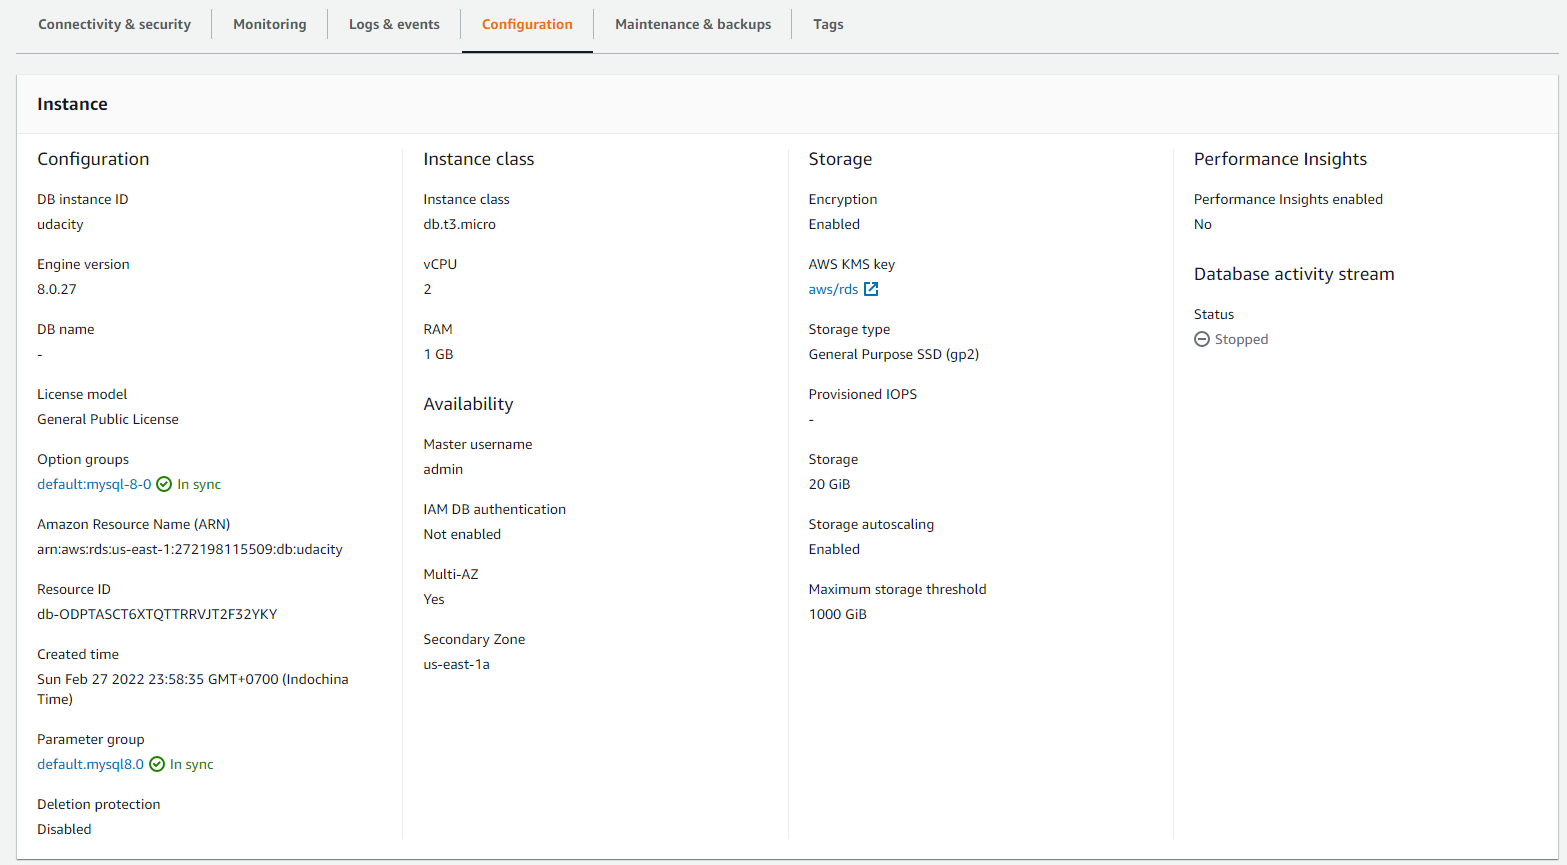 Connectivity & security
Monitoring
Logs & events
Configuration
Maintenance & backups
Tags
Instance
Configuration
DB instance ID
udacity
Engine version
8.0.27
DB name
-
License model
General Public License
Option groups
default:mysql-8-0 In sync
Amazon Resource Name (ARN)
arn:aws:rds:us-east-1:272198115509:db:udacity
Resource ID
db-ODPTASCT6XTQTTRRVJT2F32YKY
Created time
Sun Feb 27 2022 23:58:35 GMT+0700 (Indochina
Time)
Parameter group
default.mysql8.0 In sync
Deletion protection
Disabled
Instance class
Instance class
db.t3.micro
vCPU
2
RAM
1 GB
Availability
Master username
admin
IAM DB authentication
Not enabled
Multi-AZ
Yes
Secondary Zone
us-east-1a
Storage
Encryption
Enabled
AWS KMS key
aws/rds
Storage type
General Purpose SSD (gp2)
Provisioned IOPS
-
Storage
20 GiB
Storage autoscaling
Enabled
Maximum storage threshold
1000 GiB
Performance Insights
Performance Insights enabled
No
Database activity stream
Status
Stopped